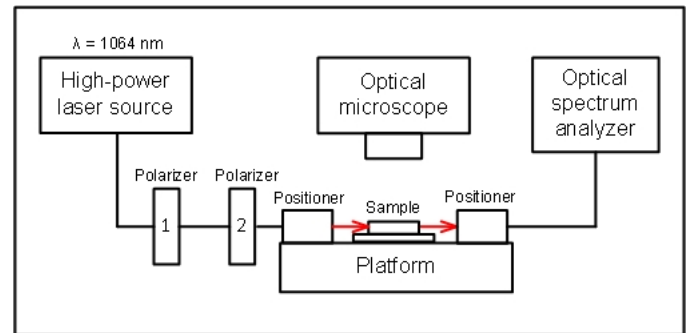 λ = 1064 nm
High-power
laser source
Optical
microscope
Optical
spectrum
analyzer
Polarizer
Polarizer
Positioner
Sample
Positioner
1
2
Platform